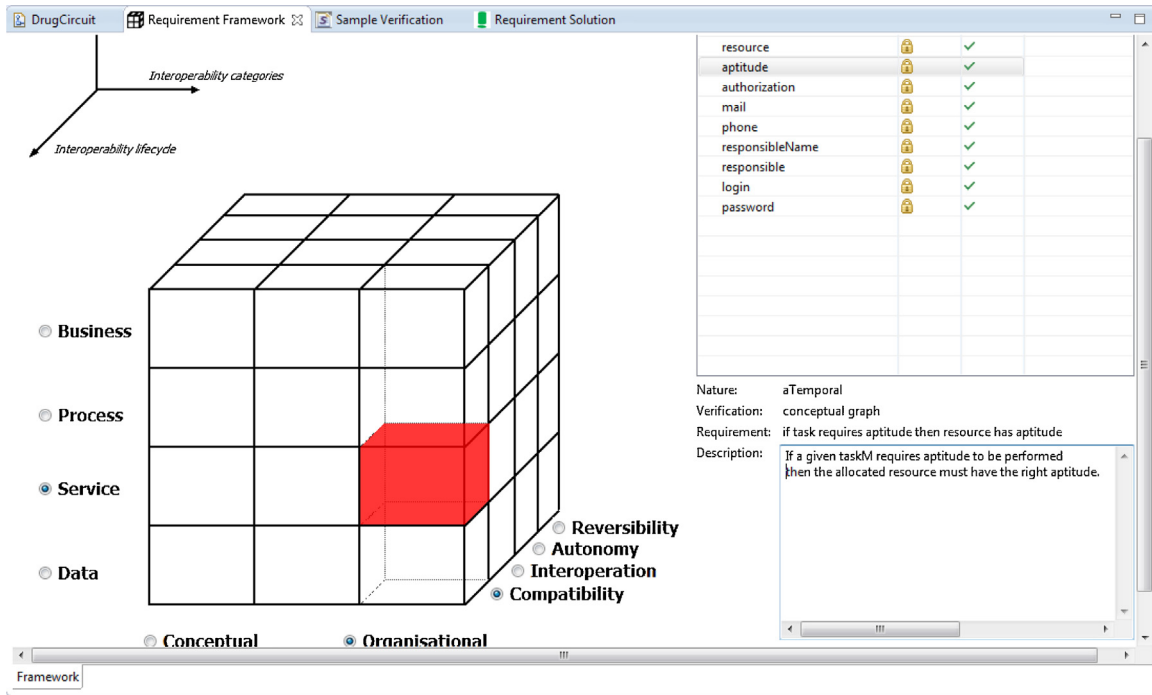 DrugCircuit
Requirement Framework
Sample Verification
Requirement Solution
Interoperability categories
Interoperability lifecycle
Business
Process
Service
Data
Reversibility
Autonomy
Interoperation
Compatibility
Conceptual
Organisational
resource
aptitude
authorization
mail
phone
responsibleName
responsible
login
password
Nature: aTemporal
Verification: conceptual graph
Requirement: if task requires aptitude then resource has aptitude
Description: If a given taskM requires aptitude to be performed
then the allocated resource must have the right aptitude.
Framework